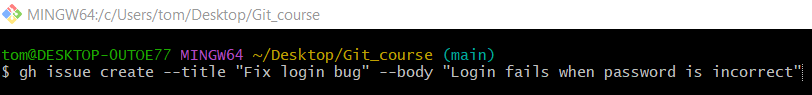 MINGW64:/c/Users/tom/Desktop/Git_course
tom@DESKTOP-OUTOE77 MINGW64 ~/Desktop/Git_course (main)
$ gh issue create --title "Fix login bug" --body "Login fails when password is incorrect"